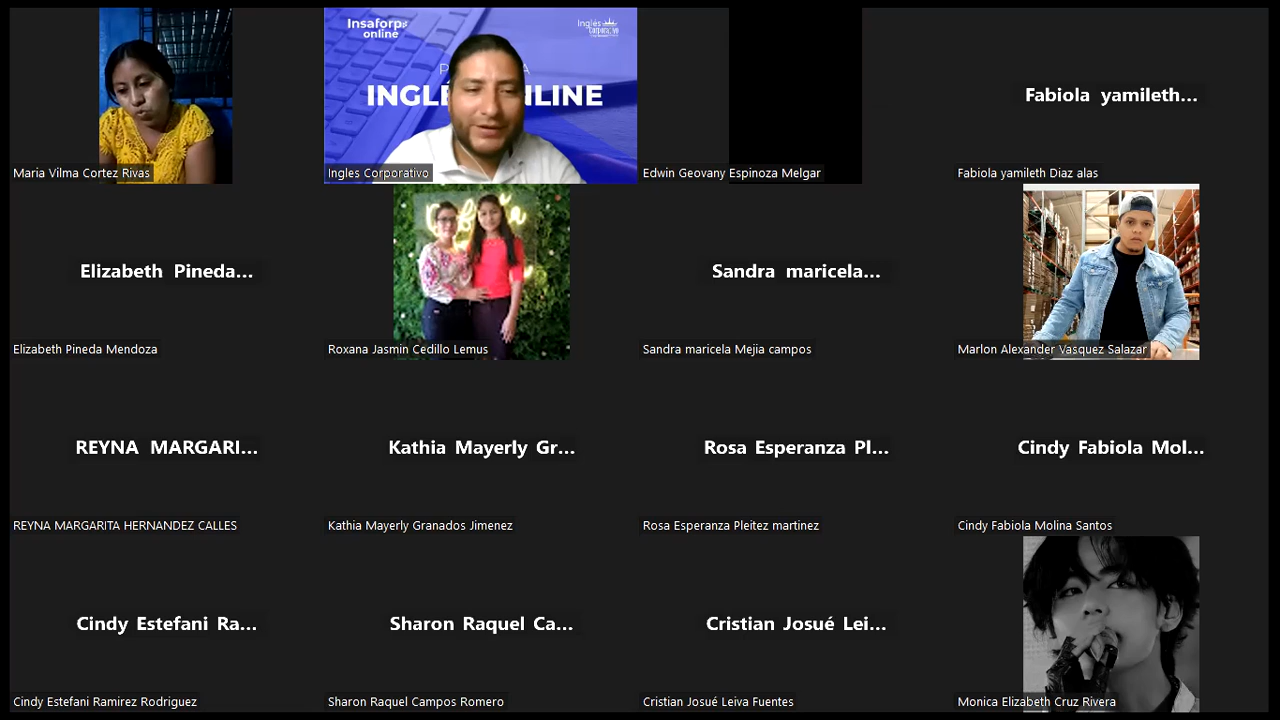 Insaforp
online
Inglés
corporativo
INGLÉ
NLINE
Maria Vilma Cortez Rivas
Ingles Corporativo
Edwin Geovany Espinoza Melgar
Fabiola yamileth...
Fabiola yamileth Diaz alas
Elizabeth Pineda...
Elizabeth Pineda Mendoza
Roxana Jasmin Cedillo Lemus
Sandra maricela...
Sandra maricela Mejia campos
Marlon Alexander Vasquez Salazar
REYNA MARGARI...
REYNA MARGARITA HERNANDEZ CALLES
Kathia Mayerly Gr...
Kathia Mayerly Granados Jimenez
Rosa Esperanza Pl...
Rosa Esperanza Pleitez martinez
Cindy Fabiola Mol...
Cindy Fabiola Molina Santos
Cindy Estefani Ra...
Cindy Estefani Ramirez Rodriguez
Sharon Raquel Ca...
Sharon Raquel Campos Romero
Cristian Josué Lei...
Cristian Josué Leiva Fuentes
Monica Elizabeth Cruz Rivera